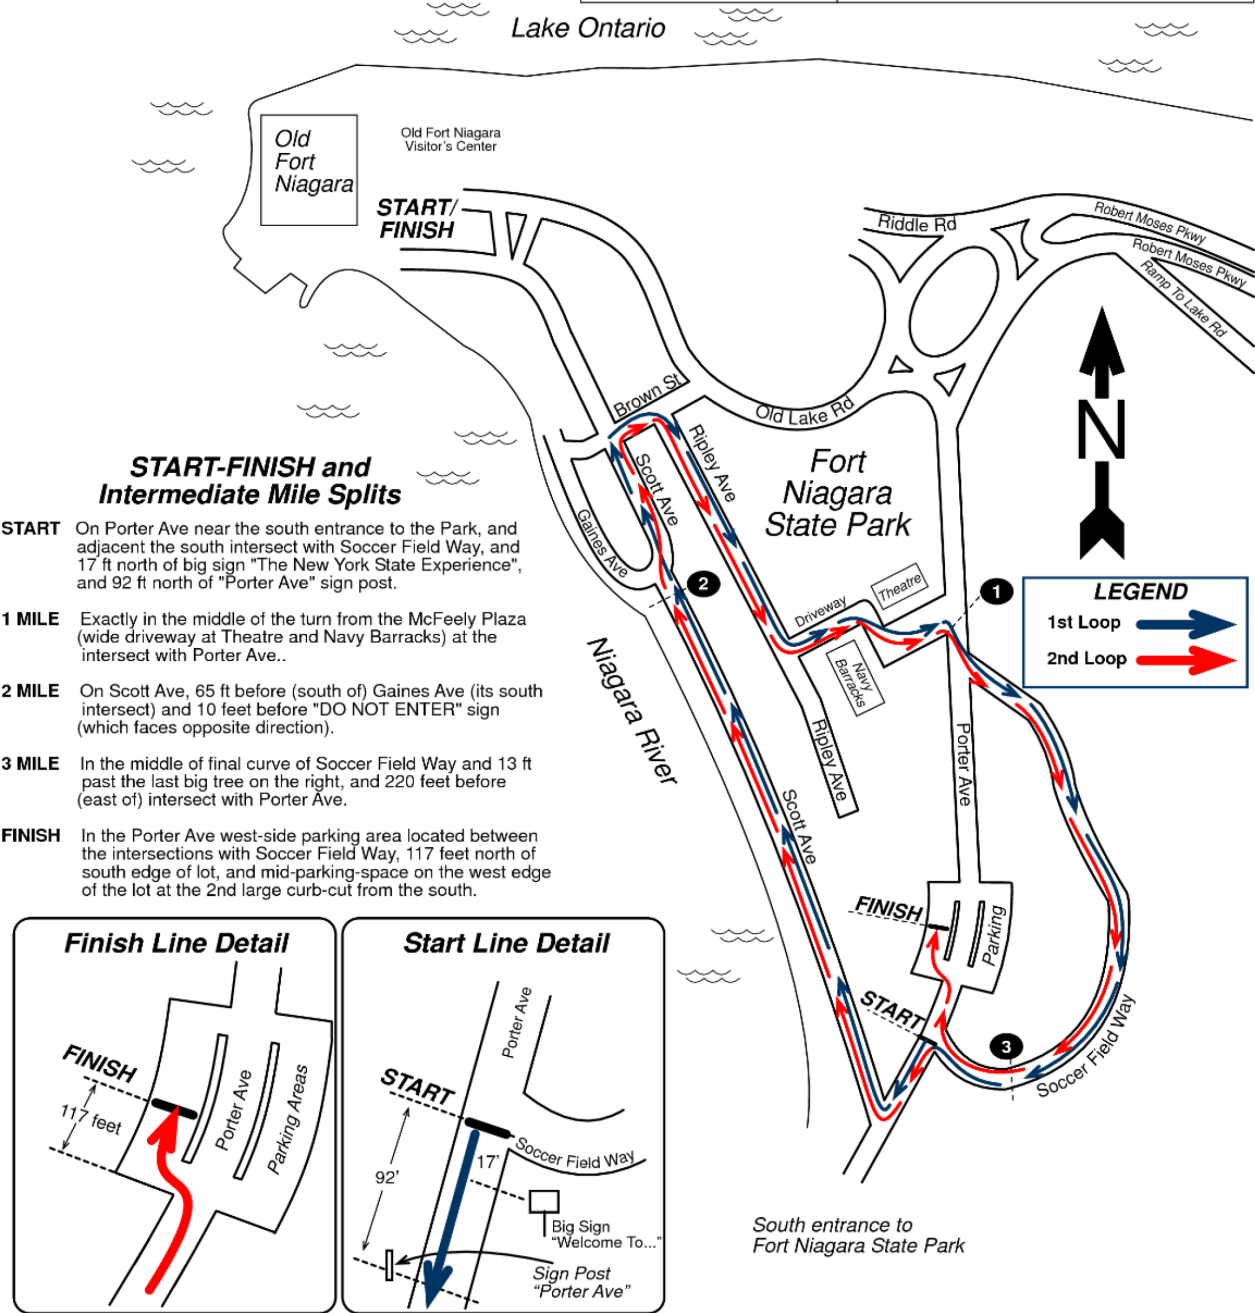 Lake Ontario
Old
Fort
Niagara
Old Fort Niagara
Visitor's Center
START/
FINISH
Riddle Rd
Robert Moses Pkwy
Robert Moses Pkwy
Ramp To Lake Rd
Brown St
Old Lake Rd
Ripley Ave
Scott Ave
Gaines Ave
Fort
Niagara
State Park
N
START-FINISH and
Intermediate Mile Splits
START On Porter Ave near the south entrance to the Park, and
adjacent the south intersect with Soccer Field Way, and
17 ft north of big sign "The New York State Experience",
and 92 ft north of "Porter Ave" sign post.
1 MILE Exactly in the middle of the turn from the McFeely Plaza
(wide driveway at Theatre and Navy Barracks) at the
intersect with Porter Ave..
2 MILE On Scott Ave, 65 ft before (south of) Gaines Ave (its south
intersect) and 10 feet before "DO NOT ENTER" sign
(which faces opposite direction).
3 MILE In the middle of final curve of Soccer Field Way and 13 ft
past the last big tree on the right, and 220 feet before
(east of) intersect with Porter Ave.
FINISH In the Porter Ave west-side parking area located between
the intersections with Soccer Field Way, 117 feet north of
south edge of lot, and mid-parking-space on the west edge
of the lot at the 2nd large curb-cut from the south.
2
Driveway
Theatre
1
LEGEND
1st Loop
2nd Loop
Navy
Barracks
Niagara River
Ripley Ave
Porter Ave
Scott Ave
FINISH
Parking
START
3
Soccer Field Way
South entrance to
Fort Niagara State Park
Finish Line Detail
FINISH
117 feet
Porter Ave
Parking Areas
Start Line Detail
Porter Ave
START
Soccer Field Way
17'
92'
Big Sign
"Welcome To..."
Sign Post
"Porter Ave"